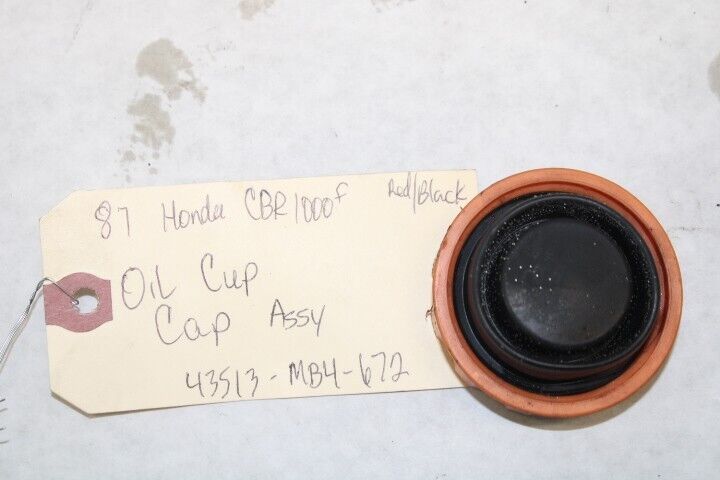 87 Honda CBR1000f Red/Black
Oil Cup
Cap Assy
43513-MB4-672